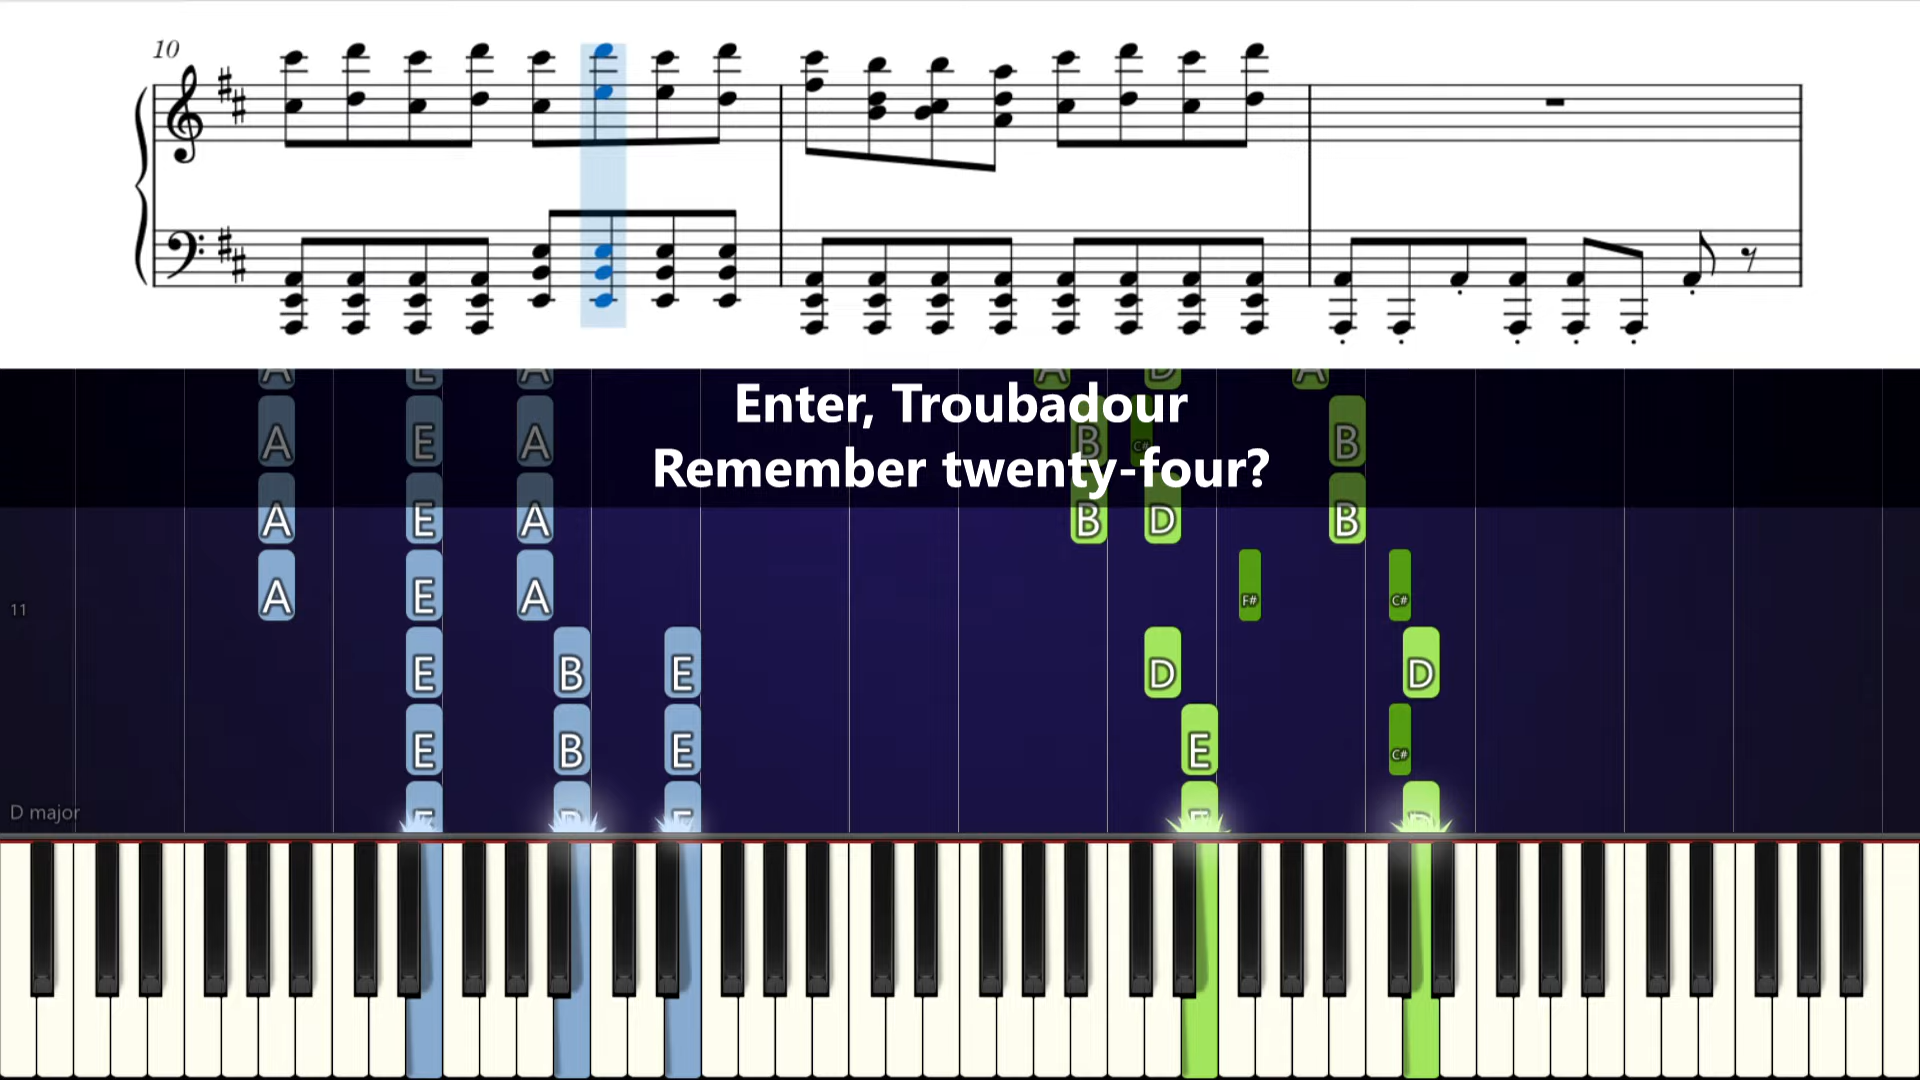 10
A E A A D A
Enter, Troubadour
A E A B C# B
Remember twenty-four?
A E A B D B
A E A F# C#
11
E B E D D
E B E E C#
D major
E B E E D